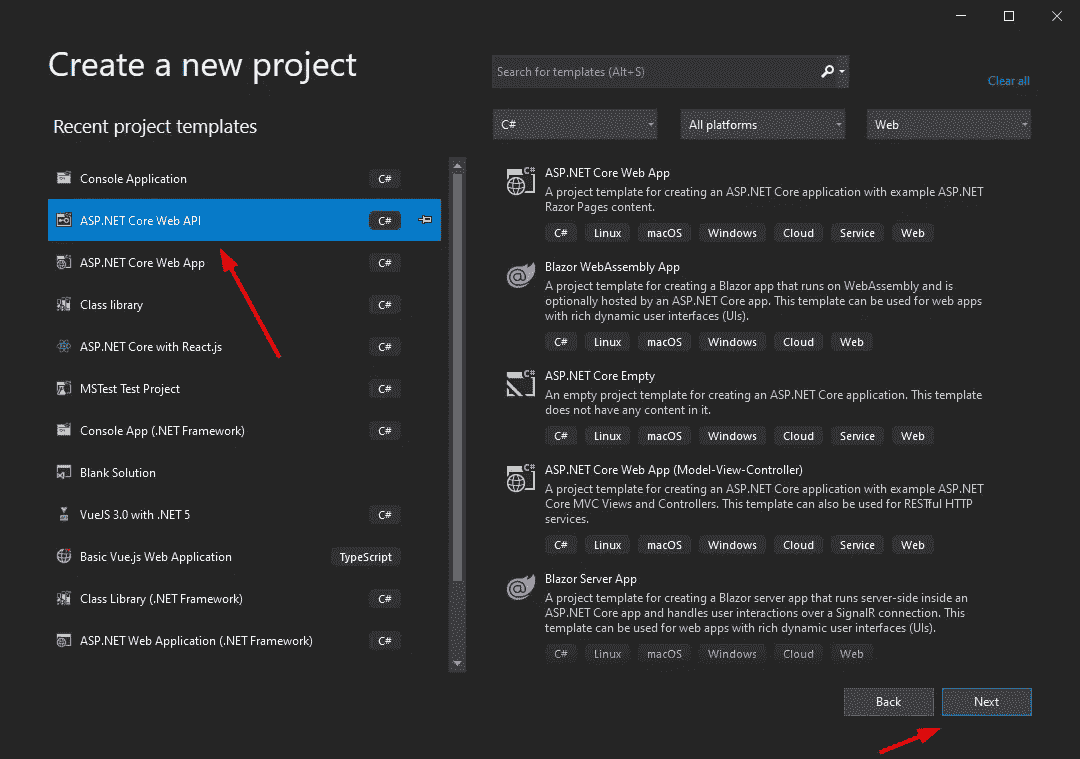 Create a new project
Search for templates (Alt+S)
Clear all
Recent project templates
C#
All platforms
Web
Console Application
C#
ASP.NET Core Web API
C#
ASP.NET Core Web App
C#
Class library
C#
ASP.NET Core with React.js
C#
MSTest Test Project
C#
Console App (.NET Framework)
C#
Blank Solution
VueJS 3.0 with .NET 5
C#
Basic Vue.js Web Application
TypeScript
Class Library (.NET Framework)
C#
ASP.NET Web Application (.NET Framework)
C#
C#
ASP.NET Core Web App
A project template for creating an ASP.NET Core application with example ASP.NET
Razor Pages content.
C# Linux macOS Windows Cloud Service Web
Blazor WebAssembly App
A project template for creating a Blazor app that runs on WebAssembly and is
optionally hosted by an ASP.NET Core app. This template can be used for web apps
with rich dynamic user interfaces (UIs).
C# Linux macOS Windows Cloud Web
C#
ASP.NET Core Empty
An empty project template for creating an ASP.NET Core application. This template
does not have any content in it.
C# Linux macOS Windows Cloud Service Web
C#
ASP.NET Core Web App (Model-View-Controller)
A project template for creating an ASP.NET Core application with example ASP.NET
Core MVC Views and Controllers. This template can also be used for RESTful HTTP
services.
C# Linux macOS Windows Cloud Service Web
Blazor Server App
A project template for creating a Blazor server app that runs server-side inside an
ASP.NET Core app and handles user interactions over a SignalR connection. This
template can be used for web apps with rich dynamic user interfaces (UIs).
C# Linux macOS Windows Cloud Web
Back
Next